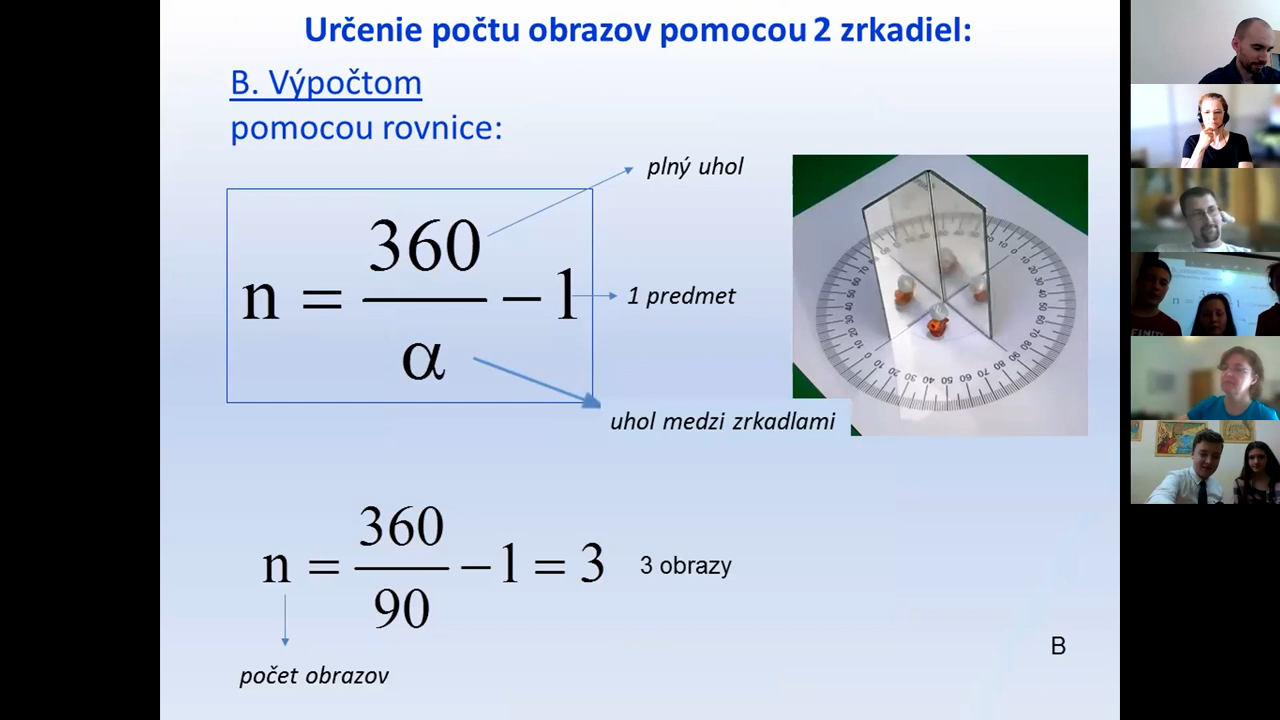 Určenie počtu obrazov pomocou 2 zrkadiel:
B. Výpočtom
pomocou rovnice:
plný uhol
n = 360/α − 1
1 predmet
uhol medzi zrkadlami
n = 360/90 − 1 = 3
3 obrazy
B
počet obrazov